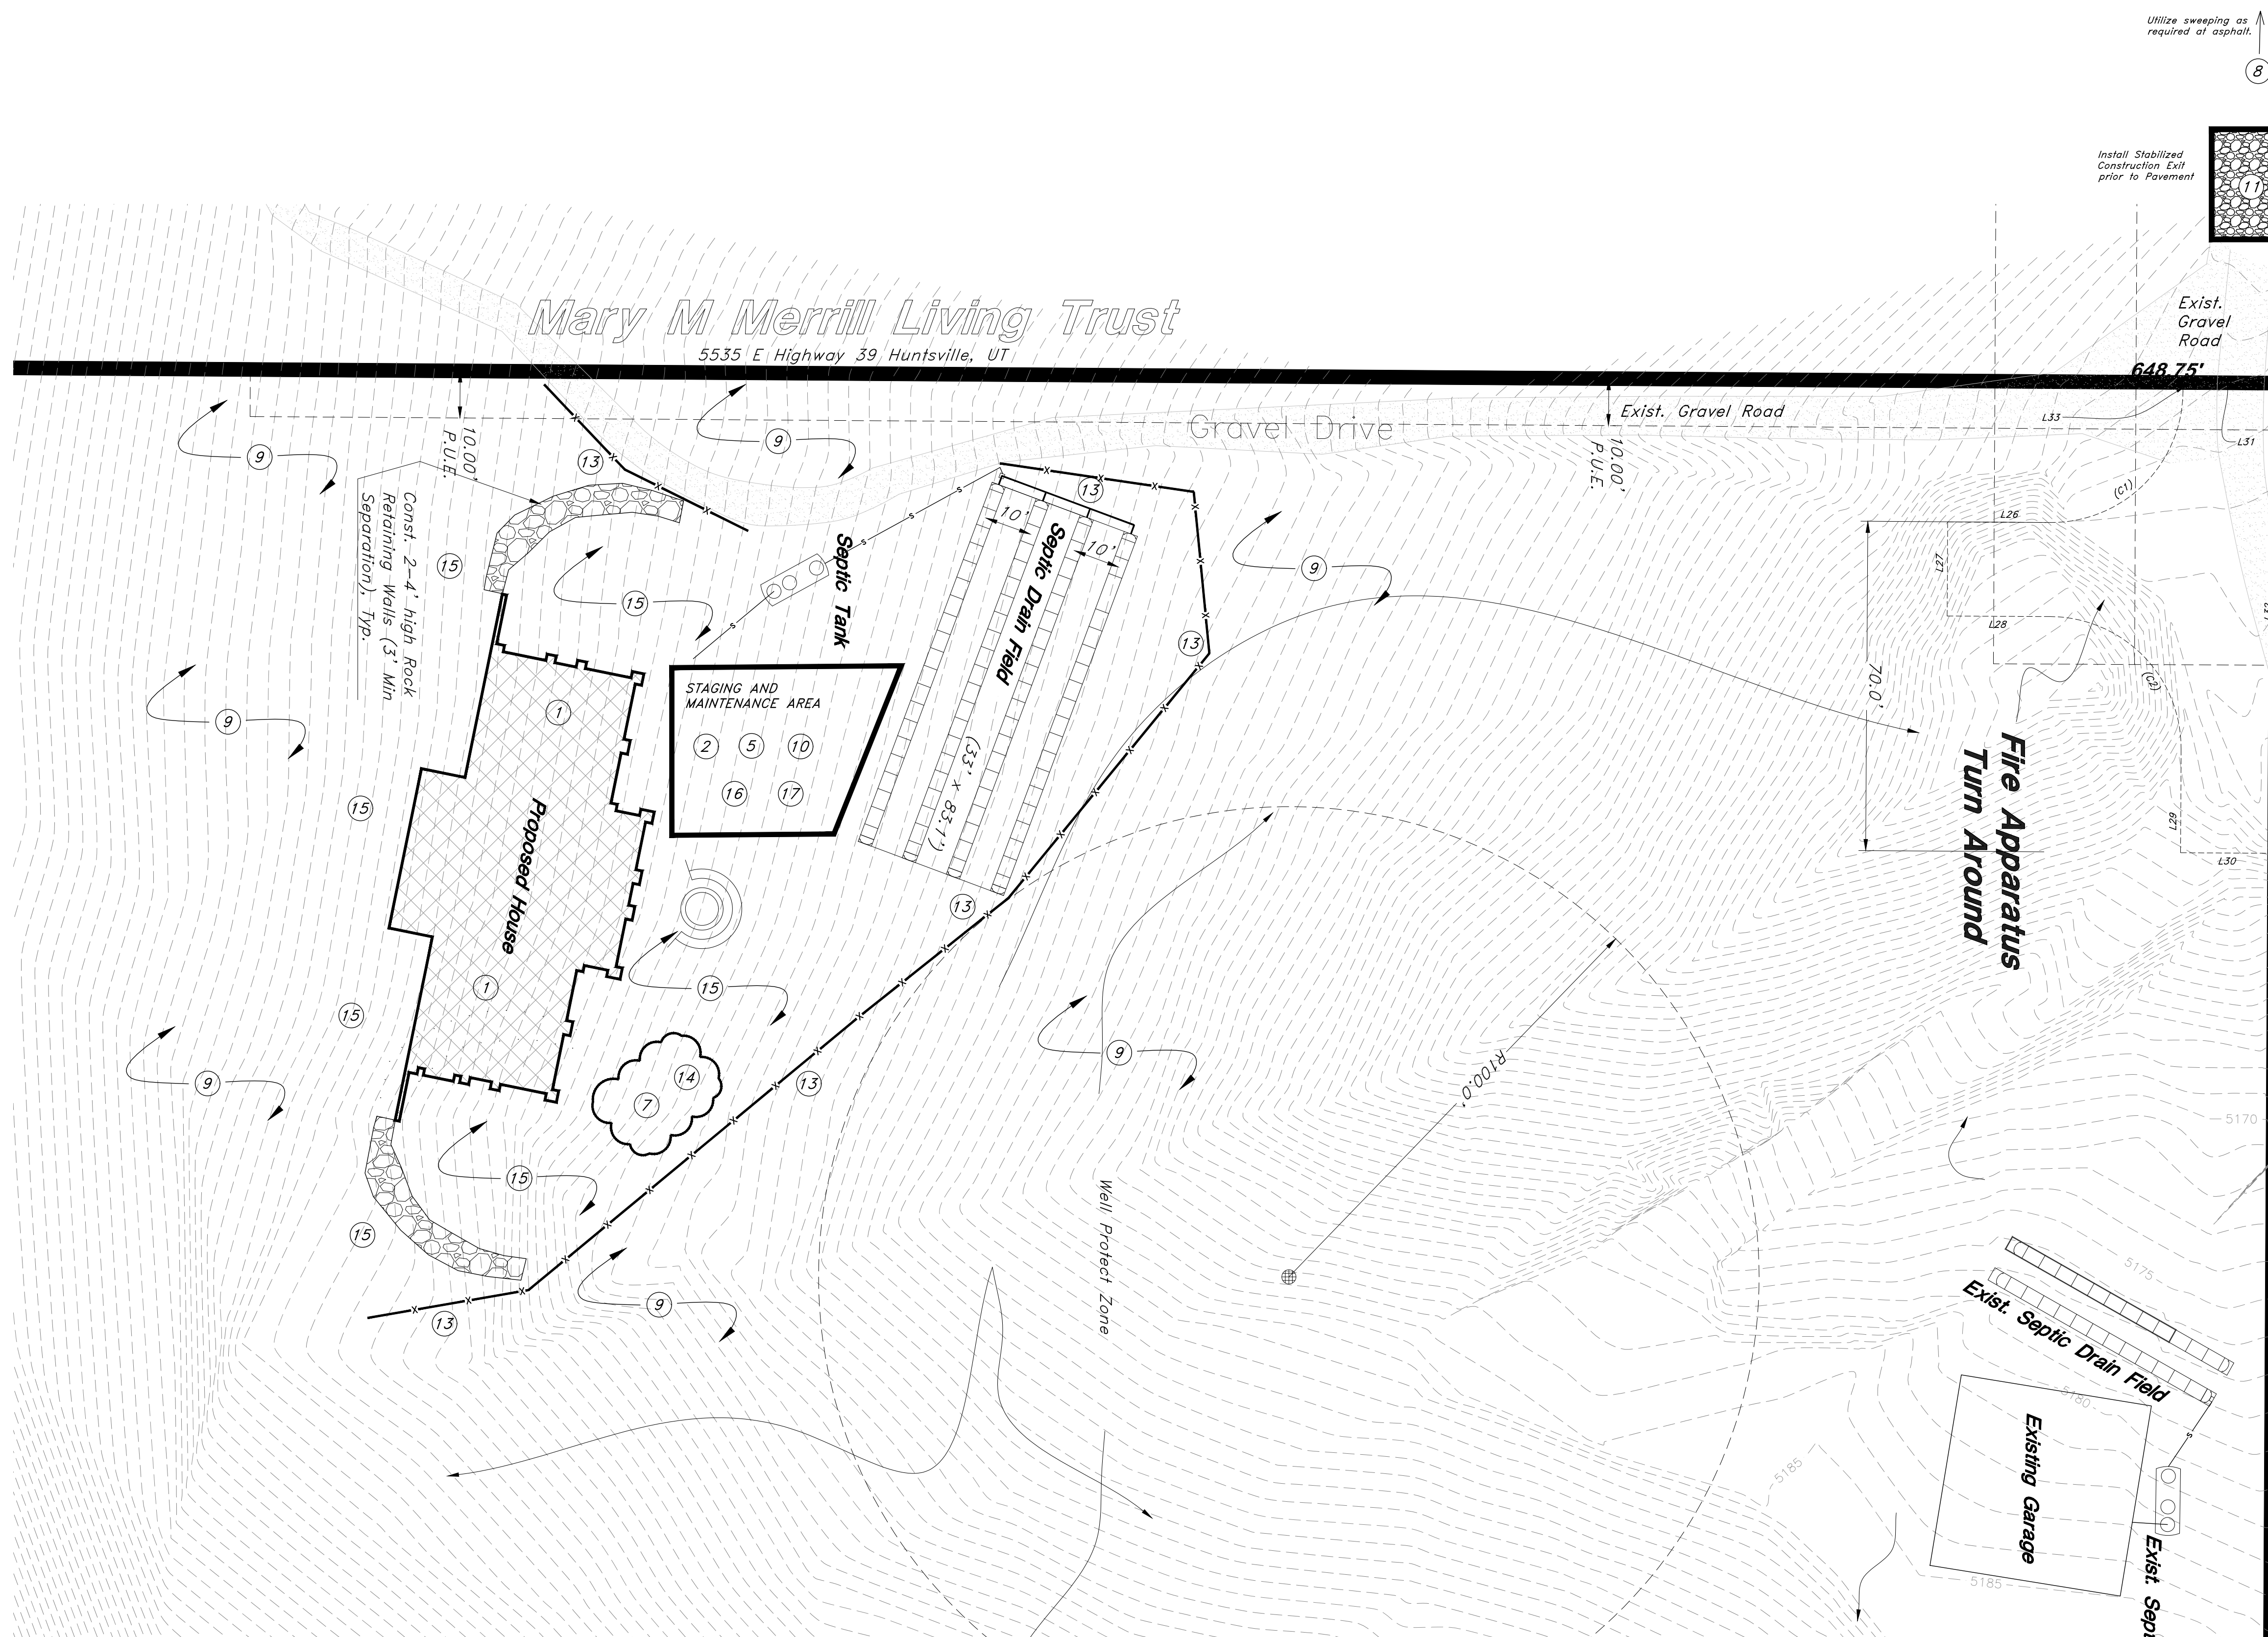 Utilize sweeping as
required at asphalt.
8
Install Stabilized
Construction Exit
prior to Pavement
11
Exist.
Gravel
Road
Mary M Merrill Living Trust
5535 E Highway 39 Huntsville, UT
648.75'
Exist. Gravel Road
Gravel Drive
L33
L31
10.00'
P.U.E.
10.00'
P.U.E.
9
9
13
13
(C1)
L26
L27
L28
(C2)
L29
L30
70.0'
Fire Apparatus
Turn Around
Const. 2-4' high Rock
Retaining Walls (3' Min
Separation), Typ.
15
15
Septic Tank
s
s
s
s
10'
10'
Septic Drain Field
(33' x 83.1')
9
13
STAGING AND
MAINTENANCE AREA
2
5
10
16
17
1
Proposed House
1
9
15
15
15
13
9
9
14
7
13
15
15
13
9
Well Protect Zone
R100.0'
5170
5175
Exist. Septic Drain Field
5180
5185
Existing Garage
s
5185
Exist. Sept